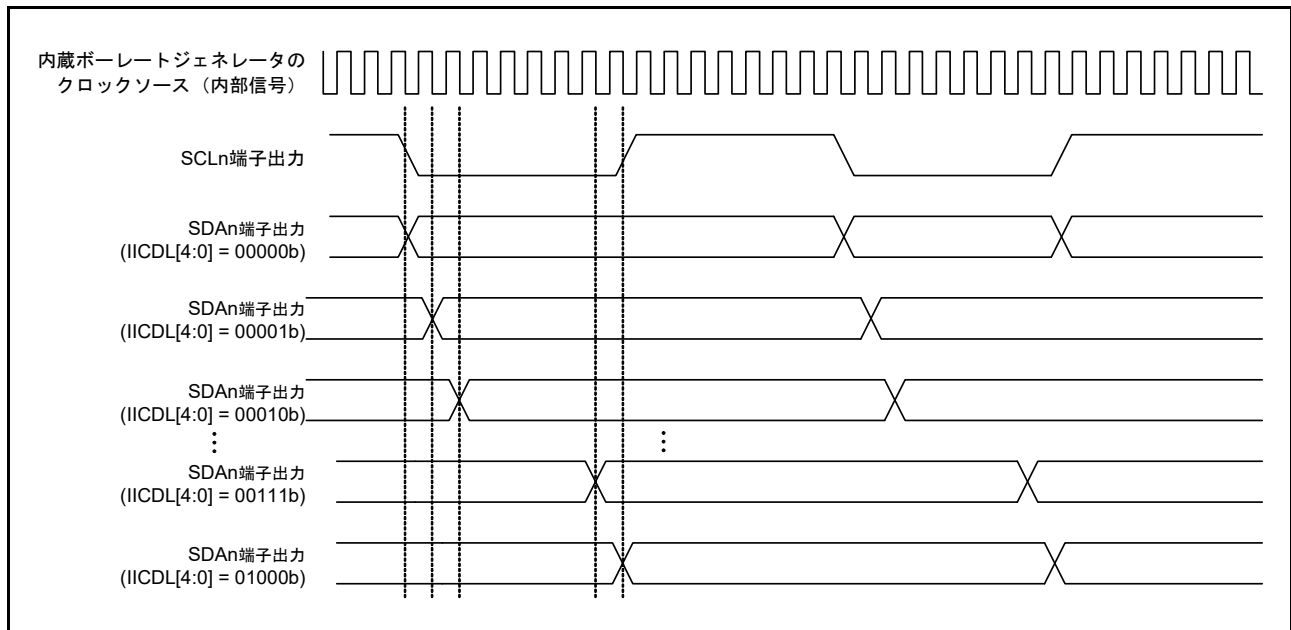 内蔵ボーレートジェネレータの
クロックソース（内部信号）
SCLn端子出力
SDAn端子出力
(IICDL[4:0] = 00000b)
SDAn端子出力
(IICDL[4:0] = 00001b)
SDAn端子出力
(IICDL[4:0] = 00010b)
SDAn端子出力
(IICDL[4:0] = 00111b)
SDAn端子出力
(IICDL[4:0] = 01000b)